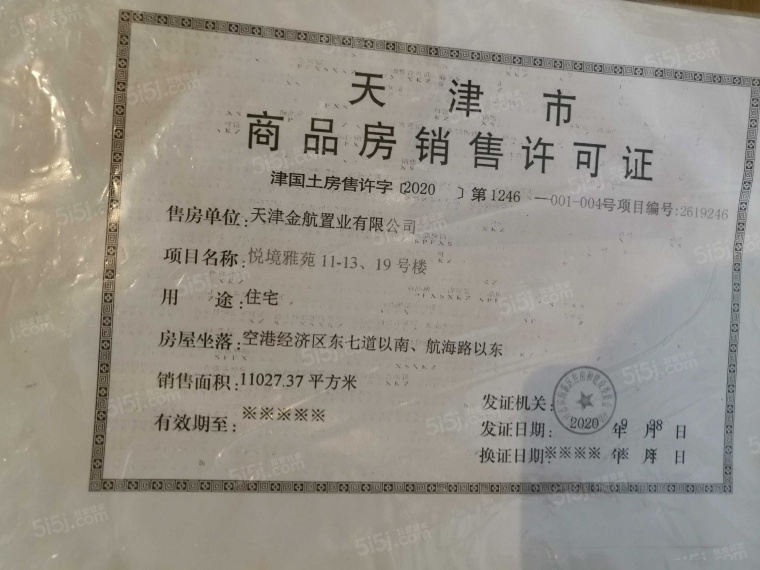 天津市
商品房销售许可证
津国土房售许字〔2020 〕第1246 —001-004号项目编号:2619246
售房单位:天津金航置业有限公司
项目名称:悦境雅苑 11-13、19 号楼
用 途:住宅
房屋坐落:空港经济区东七道以南、航海路以东
销售面积:11027.37 平方米
有效期至:※※※※※
发证机关:
发证日期: 2020 年 9 月 28 日
换证日期:※※※※ 年 ※ 月 ※ 日
5i5j.com